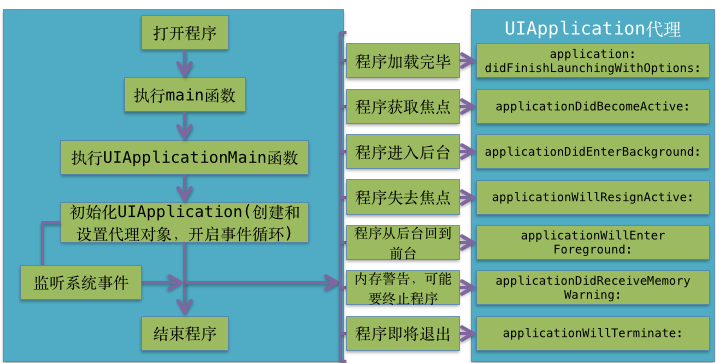 打开程序
执行main函数
执行UIApplicationMain函数
初始化UIApplication(创建和
设置代理对象，开启事件循环)
监听系统事件
结束程序
程序加载完毕
程序获取焦点
程序进入后台
程序失去焦点
程序从后台回到
前台
内存警告，可能
要终止程序
程序即将退出
UIApplication代理
application:
didFinishLaunchingWithOptions:
applicationDidBecomeActive:
applicationDidEnterBackground:
applicationWillResignActive:
applicationWillEnter
Foreground:
applicationDidReceiveMemory
Warning:
applicationWillTerminate: